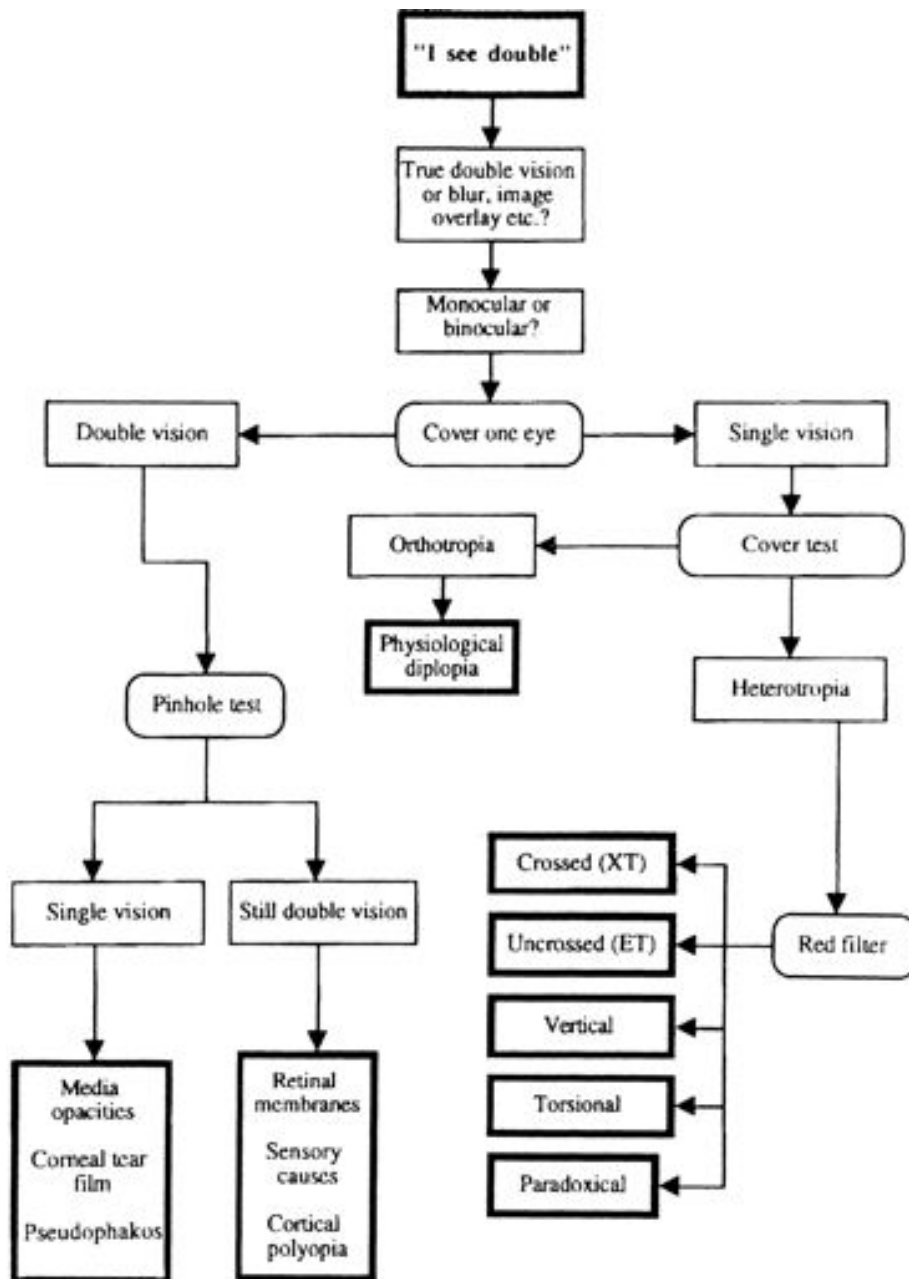 "I see double"
True double vision
or blur, image
overlay etc.?
Monocular or
binocular?
Double vision
Cover one eye
Single vision
Orthotropia
Cover test
Physiological
diplopia
Heterotropia
Pinhole test
Single vision
Still double vision
Crossed (XT)
Uncrossed (ET)
Vertical
Torsional
Paradoxical
Red filter
Media
opacities
Corneal tear
film
Pseudophakos
Retinal
membranes
Sensory
causes
Cortical
polyopia